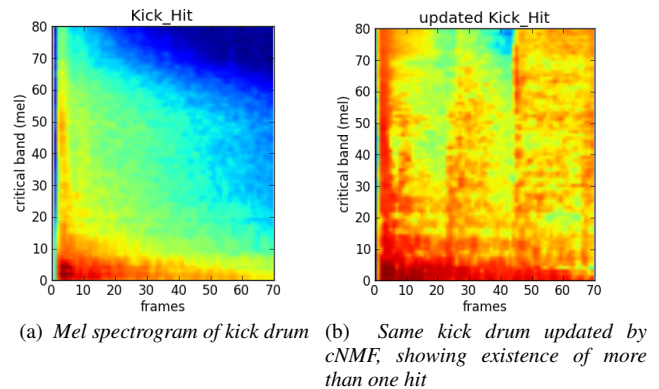 Kick_Hit
80
70
60
50
40
30
20
10
0
critical band (mel)
0 10 20 30 40 50 60 70
frames
(a) Mel spectrogram of kick drum
updated Kick_Hit
80
70
60
50
40
30
20
10
0
critical band (mel)
0 10 20 30 40 50 60 70
frames
(b) Same kick drum updated by
cNMF, showing existence of more
than one hit